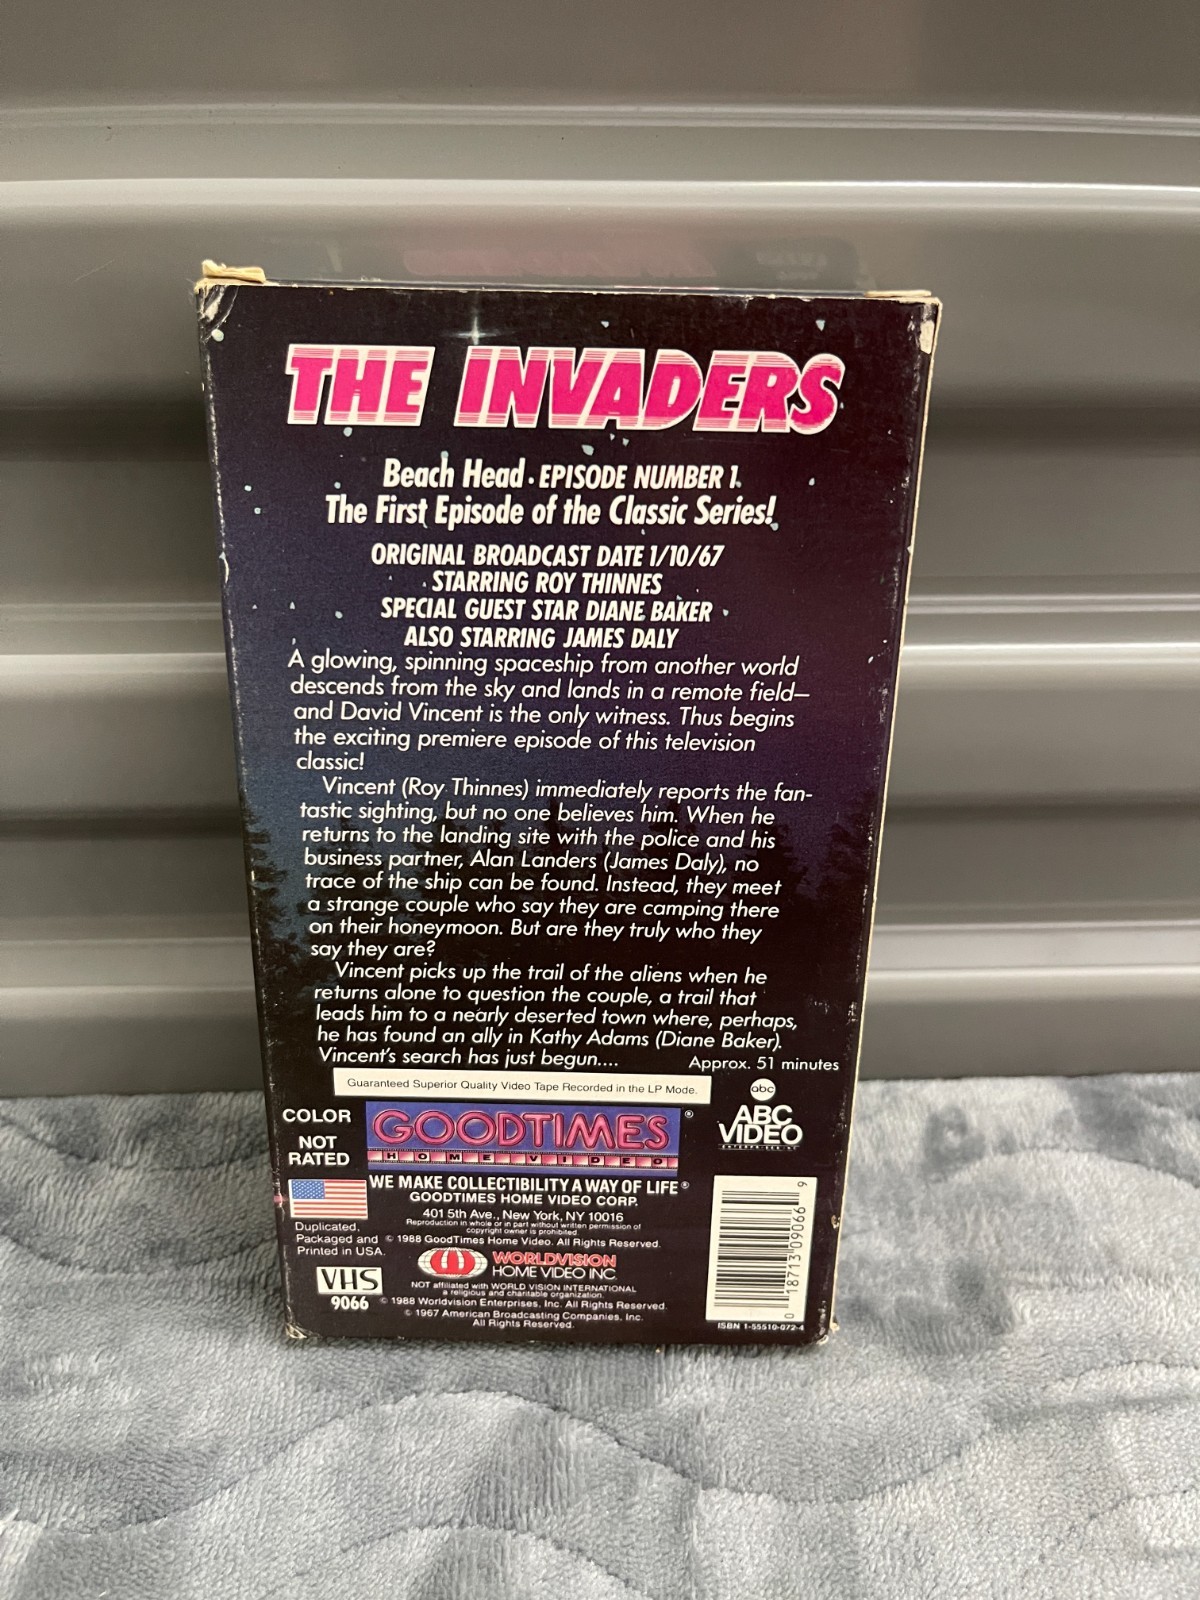 THE INVADERS
Beach Head • EPISODE NUMBER 1
The First Episode of the Classic Series!
ORIGINAL BROADCAST DATE 1/10/67
STARRING ROY THINNES
SPECIAL GUEST STAR DIANE BAKER
ALSO STARRING JAMES DALY
A glowing, spinning spaceship from another world
descends from the sky and lands in a remote field—
and David Vincent is the only witness. Thus begins
the exciting premiere episode of this television
classic!
Vincent (Roy Thinnes) immediately reports the fan-
tastic sighting, but no one believes him. When he
returns to the landing site with the police and his
business partner, Alan Landers (James Daly), no
trace of the ship can be found. Instead, they meet
a strange couple who say they are camping there
on their honeymoon. But are they truly who they
say they are?
Vincent picks up the trail of the aliens when he
returns alone to question the couple, a trail that
leads him to a nearly deserted town where, perhaps,
he has found an ally in Kathy Adams (Diane Baker).
Vincent's search has just begun....
Approx. 51 minutes
Guaranteed Superior Quality Video Tape Recorded in the LP Mode.
COLOR
NOT
RATED
GOODTIMES®
HOME VIDEO
abc
ABC
VIDEO
WE MAKE COLLECTIBILITY A WAY OF LIFE®
GOODTIMES HOME VIDEO CORP.
401 5th Ave., New York, NY 10016
Reproduction in whole or in part without written permission of
copyright owner is prohibited
© 1988 GoodTimes Home Video. All Rights Reserved.
Duplicated,
Packaged and
Printed in USA.
WORLDVISION
HOME VIDEO INC
NOT affiliated with WORLD VISION INTERNATIONAL
a religious and charitable organization.
VHS
9066
© 1988 Worldvision Enterprises, Inc. All Rights Reserved.
© 1967 American Broadcasting Companies, Inc.
All Rights Reserved.
0 18713 09066 9
ISBN 1-55510-072-4